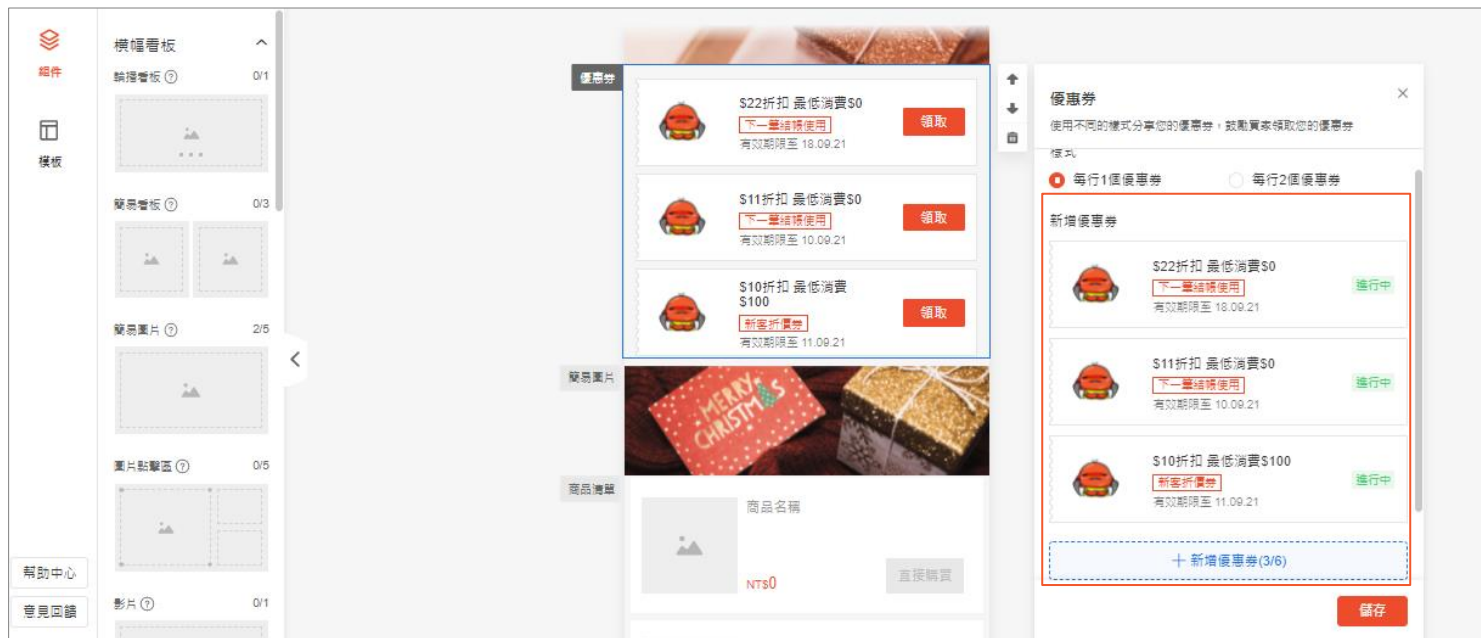 組件
模板
幫助中心
意見回饋
橫幅看板
輪播看板 ? 0/1
簡易看板 ? 0/3
簡易圖片 ? 2/5
圖片點擊區 ? 0/5
影片 ? 0/1
優惠券
$22折扣 最低消費$0
下一筆結帳使用
有效期限至 18.09.21
領取
$11折扣 最低消費$0
下一筆結帳使用
有效期限至 10.09.21
領取
$10折扣 最低消費
$100
新客折價券
有效期限至 11.09.21
領取
簡易圖片
MERRY
CHRISTMAS
商品清單
商品名稱
NT$0
直接購買
優惠券
使用不同的樣式分享您的優惠券，鼓勵買家領取您的優惠券
樣式
每行1個優惠券
每行2個優惠券
新增優惠券
$22折扣 最低消費$0
下一筆結帳使用
有效期限至 18.09.21
進行中
$11折扣 最低消費$0
下一筆結帳使用
有效期限至 10.09.21
進行中
$10折扣 最低消費$100
新客折價券
有效期限至 11.09.21
進行中
+ 新增優惠券(3/6)
儲存